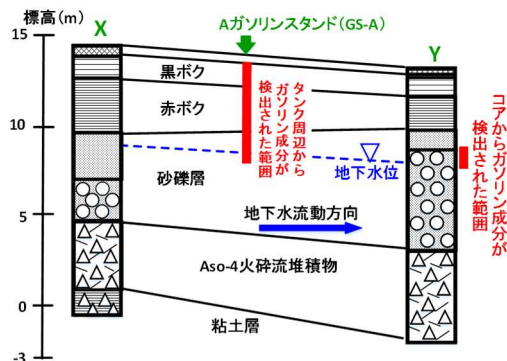 標高(m)
X
Aガソリンスタンド(GS-A)
Y
15
10
5
0
-3
黒ボク
赤ボク
砂礫層
タンク周辺から
ガソリン成分が
検出された範囲
地下水位
地下水流動方向
Aso-4火砕流堆積物
粘土層
コアからガソリン成分が
検出された範囲